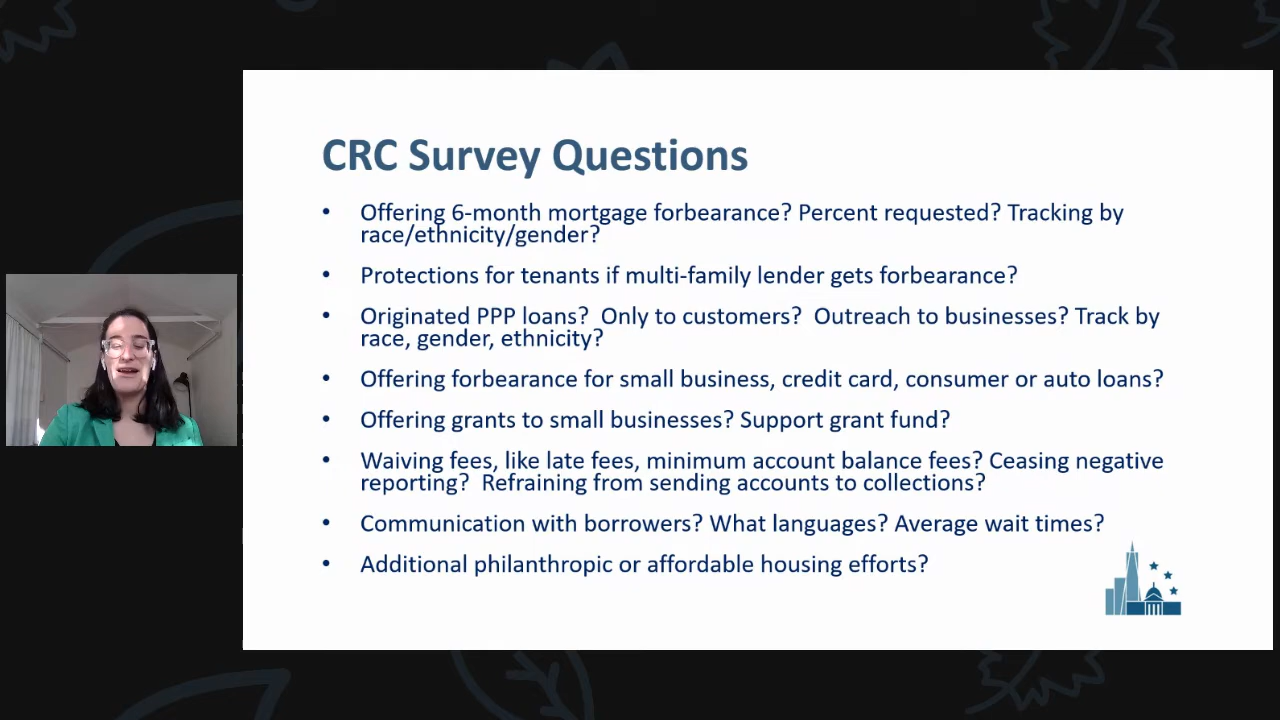 CRC Survey Questions
• Offering 6-month mortgage forbearance? Percent requested? Tracking by
race/ethnicity/gender?
• Protections for tenants if multi-family lender gets forbearance?
• Originated PPP loans?  Only to customers?  Outreach to businesses? Track by
race, gender, ethnicity?
• Offering forbearance for small business, credit card, consumer or auto loans?
• Offering grants to small businesses? Support grant fund?
• Waiving fees, like late fees, minimum account balance fees? Ceasing negative
reporting?  Refraining from sending accounts to collections?
• Communication with borrowers? What languages? Average wait times?
• Additional philanthropic or affordable housing efforts?